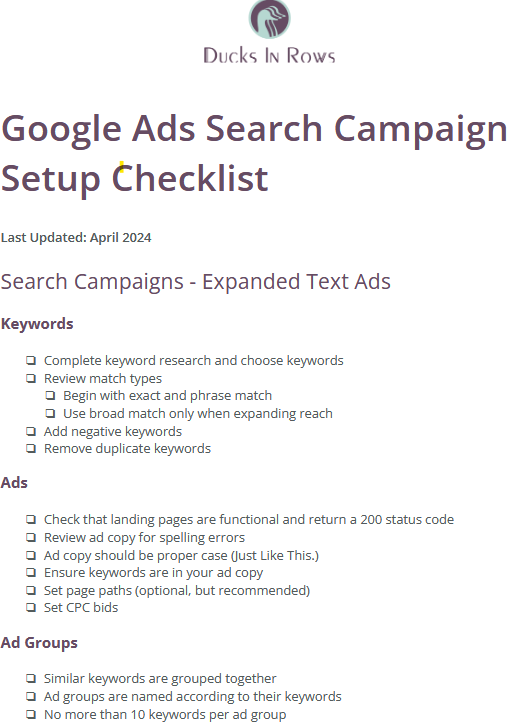 Ducks In Rows
Google Ads Search Campaign
Setup Checklist
Last Updated: April 2024
Search Campaigns - Expanded Text Ads
Keywords
❏ Complete keyword research and choose keywords
❏ Review match types
❏ Begin with exact and phrase match
❏ Use broad match only when expanding reach
❏ Add negative keywords
❏ Remove duplicate keywords
Ads
❏ Check that landing pages are functional and return a 200 status code
❏ Review ad copy for spelling errors
❏ Ad copy should be proper case (Just Like This.)
❏ Ensure keywords are in your ad copy
❏ Set page paths (optional, but recommended)
❏ Set CPC bids
Ad Groups
❏ Similar keywords are grouped together
❏ Ad groups are named according to their keywords
❏ No more than 10 keywords per ad group